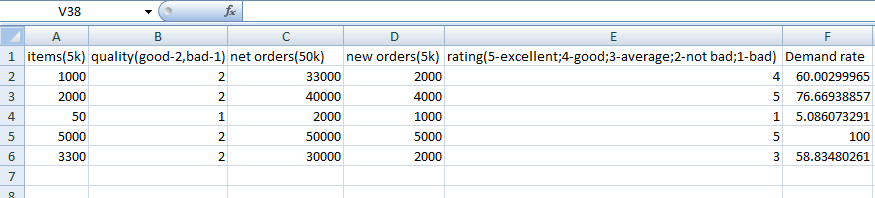 V38 fx
A B C D E F
1 items(5k) quality(good-2,bad-1) net orders(50k) new orders(5k) rating(5-excellent;4-good;3-average;2-not bad;1-bad) Demand rate
2 1000 2 33000 2000 4 60.00299965
3 2000 2 40000 4000 5 76.66938857
4 50 1 2000 1000 1 5.086073291
5 5000 2 50000 5000 5 100
6 3300 2 30000 2000 3 58.83480261
7
8